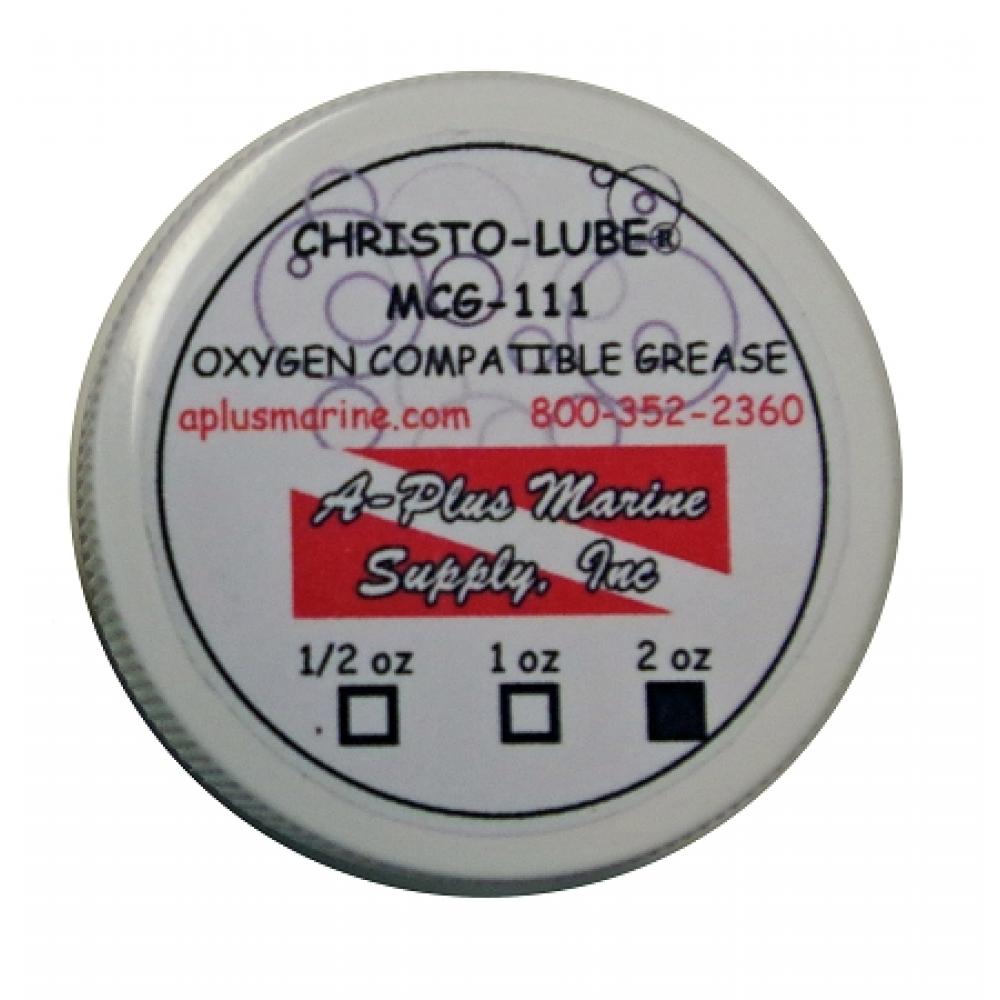 CHRISTO-LUBE®
MCG-111
OXYGEN COMPATIBLE GREASE
aplusmarine.com 800-352-2360
A-Plus Marine
Supply, Inc
1/2 oz 1 oz 2 oz